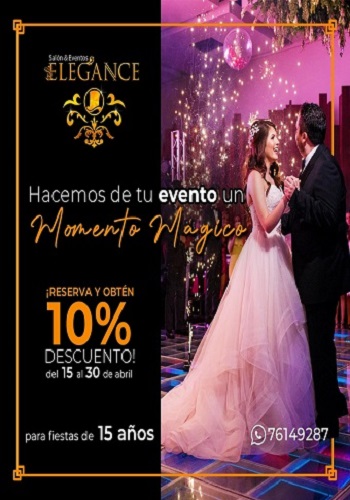 Salón & Eventos
ELEGANCE
Hacemos de tu evento un
Momento Mágico
¡RESERVA Y OBTÉN
10%
DESCUENTO!
del 15 al 30 de abril
para fiestas de 15 años
76149287